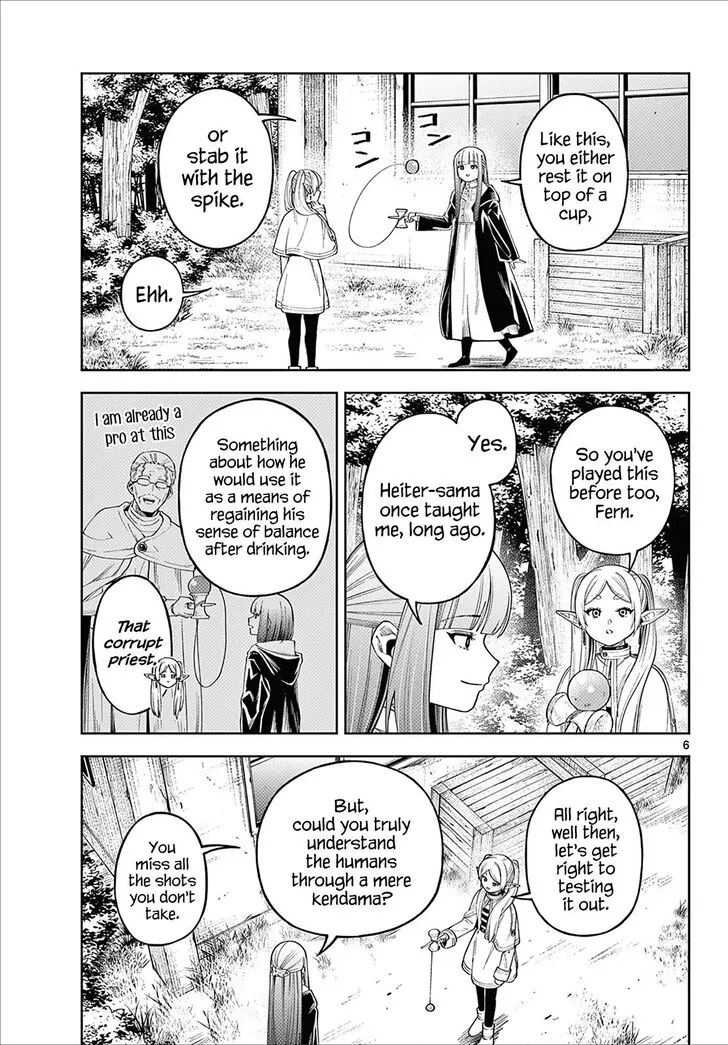 Like this,
you either
rest it on
top of a
cup,
コン
コン
or
stab it
with the
spike.
Ehh.
So you've
played this
before too,
Fern.
Yes.
Heiter-sama
once taught
me, long ago.
Something
about how he
would use it
as a means of
regaining his
sense of balance
after drinking.
I am already a
pro at this
That
corrupt
priest.
6
All right,
well then,
let's get
right to
testing
it out.
But,
could you truly
understand
the humans
through a mere
kendama?
You
miss all
the shots
you don't
take.